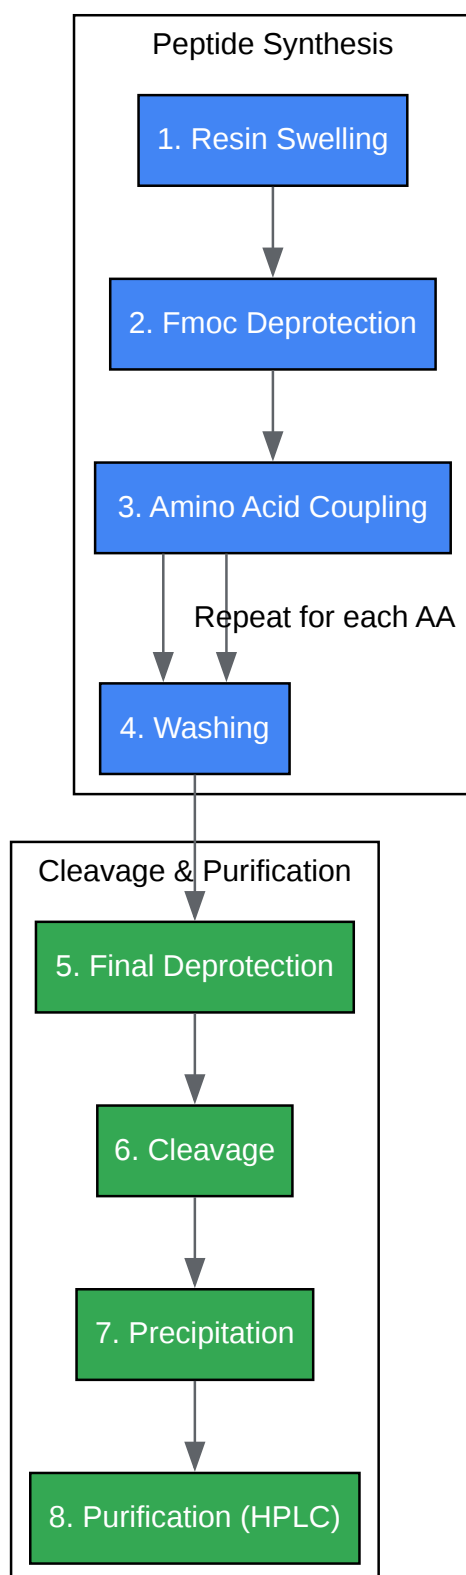 Peptide Synthesis
1. Resin Swelling
2. Fmoc Deprotection
3. Amino Acid Coupling
Repeat for each AA
4. Washing
Cleavage & Purification
5. Final Deprotection
6. Cleavage
7. Precipitation
8. Purification (HPLC)